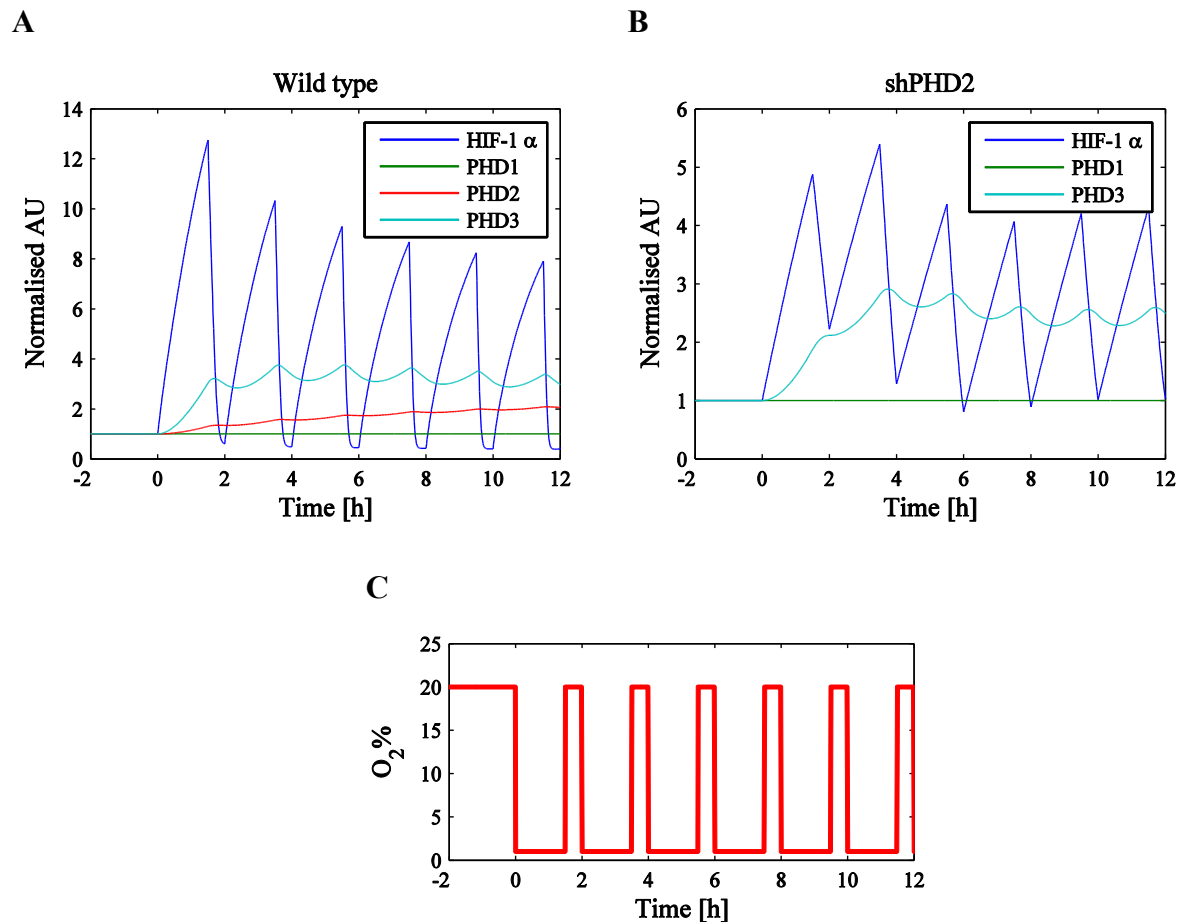 A
B
Wild type
shPHD2
Normalised AU
14
12
10
8
6
4
2
0
-2
0
2
4
6
8
10
12
Time [h]
HIF-1 α
PHD1
PHD2
PHD3
Normalised AU
6
5
4
3
2
1
0
-2
0
2
4
6
8
10
12
Time [h]
HIF-1 α
PHD1
PHD3
C
O2%
25
20
15
10
5
0
-2
0
2
4
6
8
10
12
Time [h]